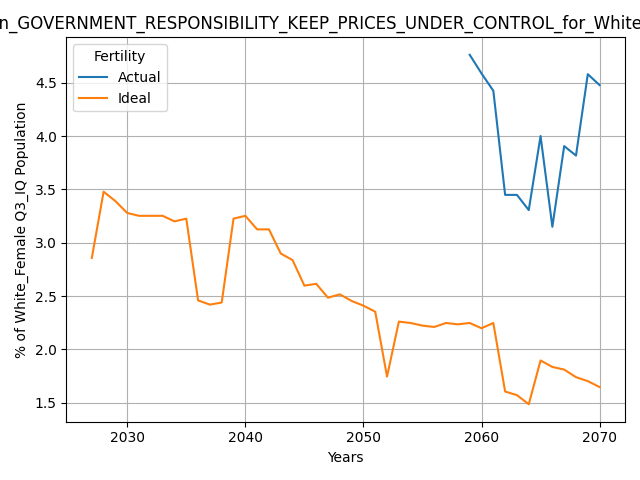 n_GOVERNMENT_RESPONSIBILITY_KEEP_PRICES_UNDER_CONTROL_for_White
Fertility
Actual
Ideal
% of White_Female Q3_IQ Population
4.5
4.0
3.5
3.0
2.5
2.0
1.5
2030 2040 2050 2060 2070
Years